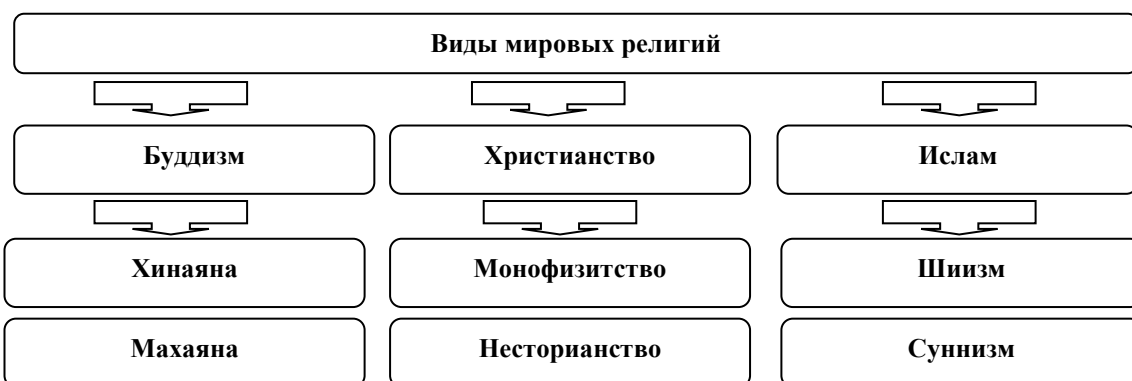 Виды мировых религий
Буддизм Христианство Ислам
Хинаяна Монофизитство Шиизм
Махаяна Несторианство Суннизм